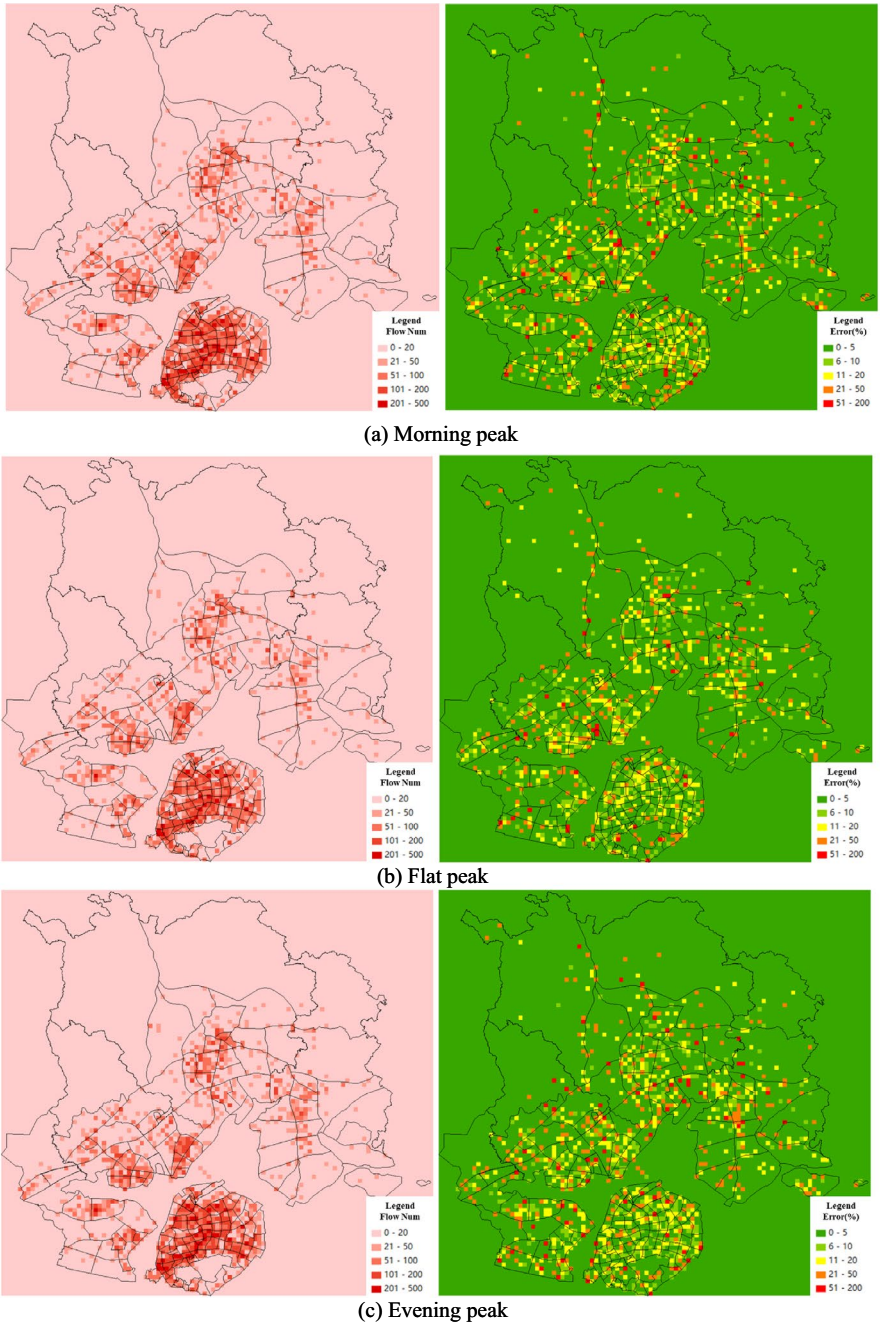 Legend
Flow Num
0 - 20
21 - 50
51 - 100
101 - 200
201 - 500
Legend
Error(%)
0 - 5
6 - 10
11 - 20
21 - 50
51 - 200
(a) Morning peak
Legend
Flow Num
0 - 20
21 - 50
51 - 100
101 - 200
201 - 500
Legend
Error(%)
0 - 5
6 - 10
11 - 20
21 - 50
51 - 200
(b) Flat peak
Legend
Flow Num
0 - 20
21 - 50
51 - 100
101 - 200
201 - 500
Legend
Error(%)
0 - 5
6 - 10
11 - 20
21 - 50
51 - 200
(c) Evening peak